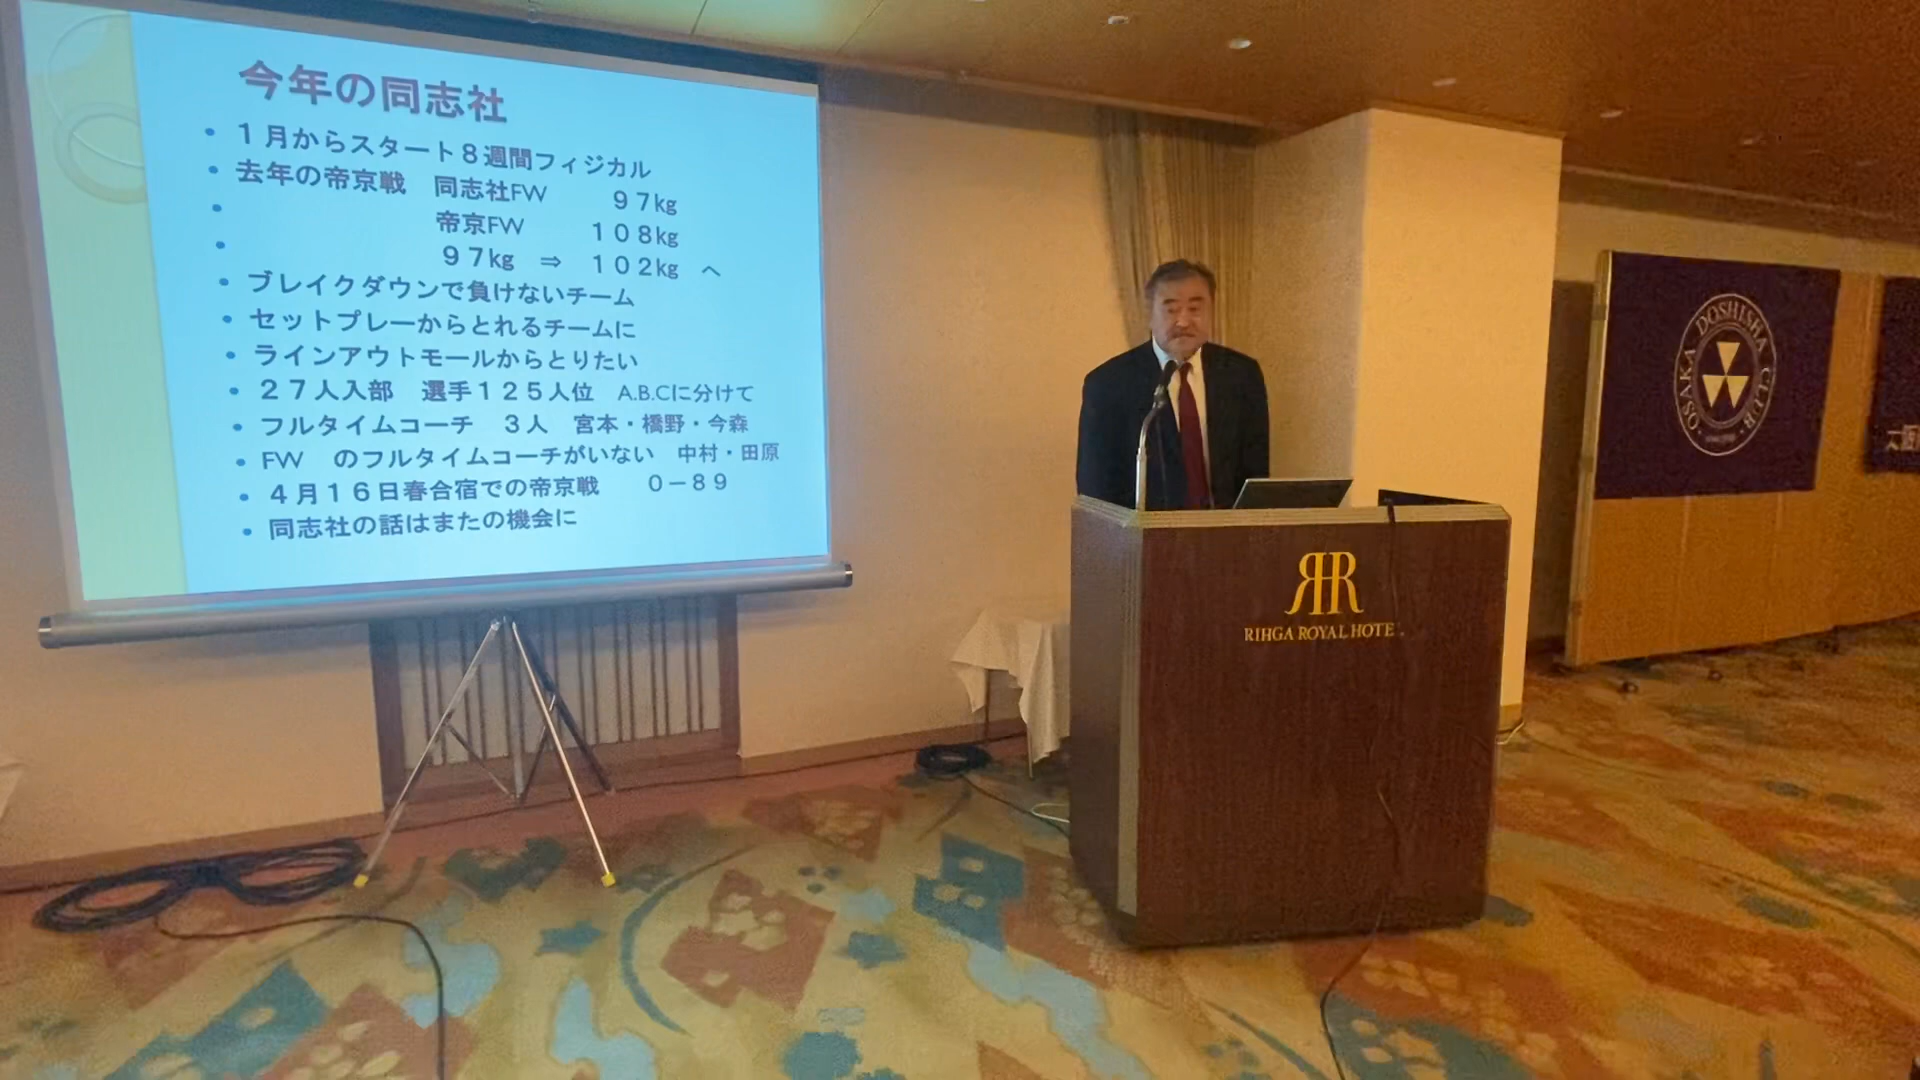 今年の同志社
• 1月からスタート8週間フィジカル
• 去年の帝京戦 同志社FW 97kg
• 帝京FW 108kg
• 97kg ⇒ 102kg へ
• ブレイクダウンで負けないチーム
• セットプレーからとれるチームに
• ラインアウトモールからとりたい
• 27人入部 選手125人位 A.B.Cに分けて
• フルタイムコーチ 3人 宮本・橋野・今森
• FW のフルタイムコーチがいない 中村・田原
• 4月16日春合宿での帝京戦 0－89
• 同志社の話はまたの機会に
RR
RIHGA ROYAL HOTE
OSAKA DOSHISHA CLUB
大阪